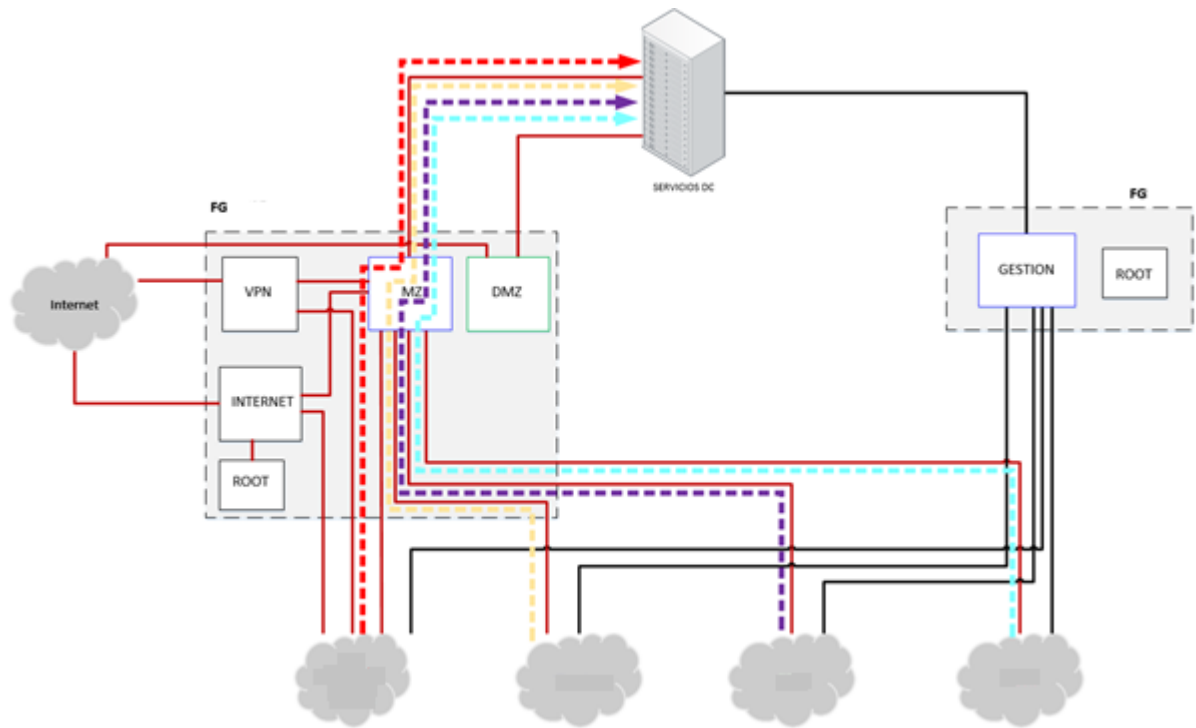 SERVICIOS DC
FG
FG
VPN
MZ
DMZ
GESTION
ROOT
Internet
INTERNET
ROOT